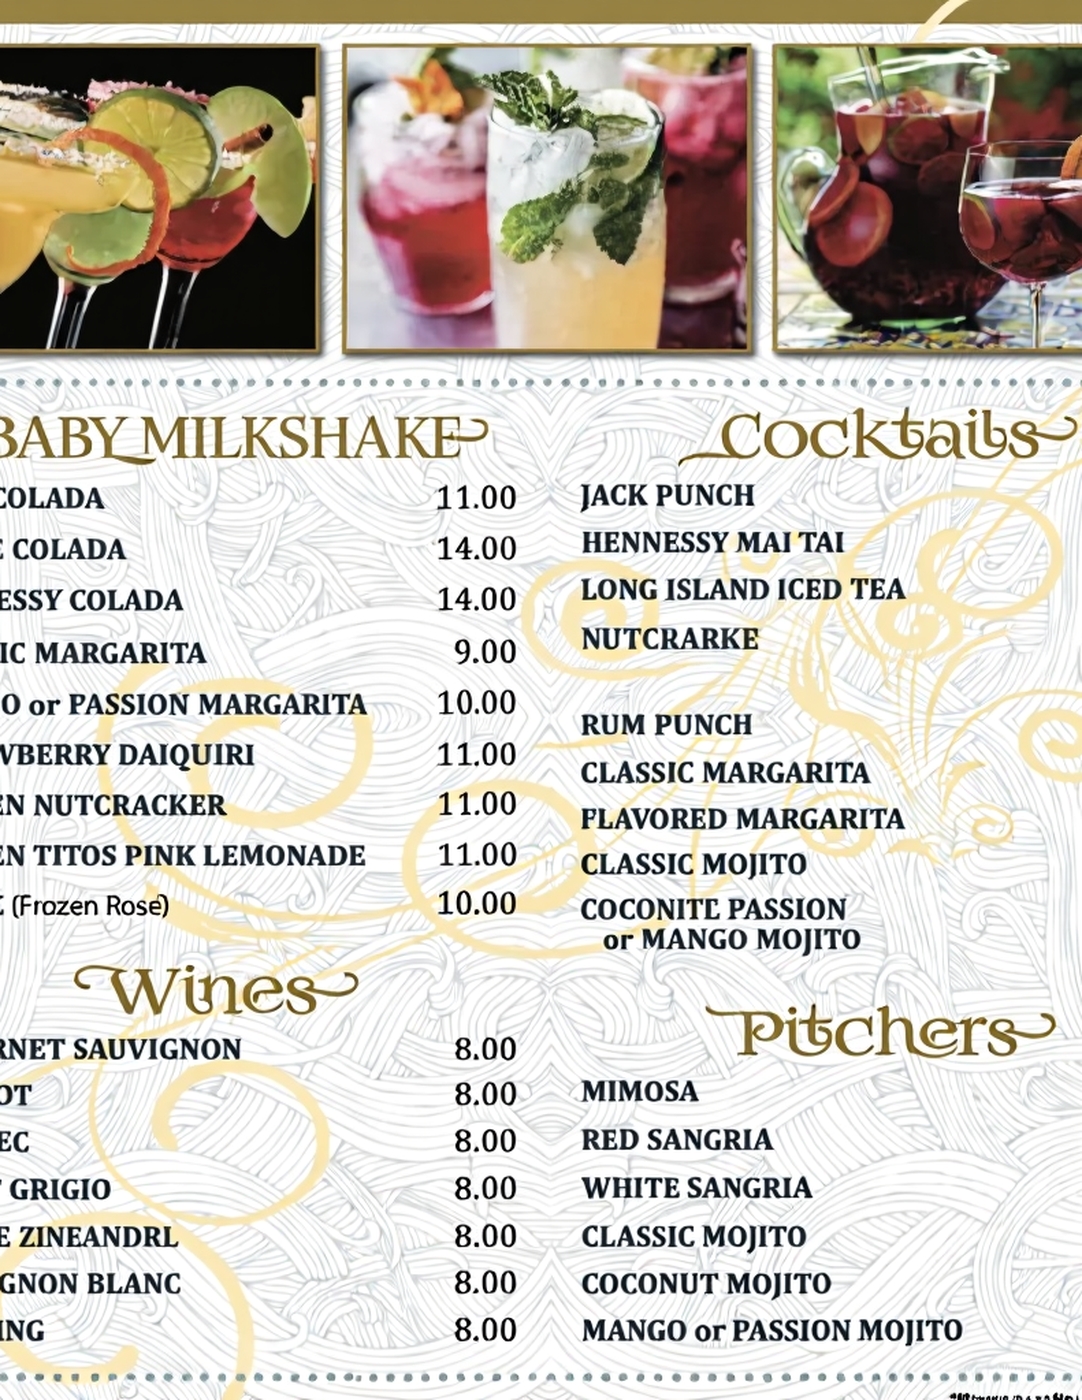 BABY MILKSHAKE
COLADA 11.00
E COLADA 14.00
ESSY COLADA 14.00
IC MARGARITA 9.00
O or PASSION MARGARITA 10.00
WBERRY DAIQUIRI 11.00
EN NUTCRACKER 11.00
EN TITOS PINK LEMONADE 11.00
E (Frozen Rosé) 10.00
Wines
RNET SAUVIGNON 8.00
OT 8.00
EC 8.00
T GRIGIO 8.00
E ZINEANDRL 8.00
GNON BLANC 8.00
ING 8.00
Cocktails
JACK PUNCH
HENNESSY MAI TAI
LONG ISLAND ICED TEA
NUTCRARKE
RUM PUNCH
CLASSIC MARGARITA
FLAVORED MARGARITA
CLASSIC MOJITO
COCONITE PASSION
or MANGO MOJITO
Pitchers
MIMOSA
RED SANGRIA
WHITE SANGRIA
CLASSIC MOJITO
COCONUT MOJITO
MANGO or PASSION MOJITO